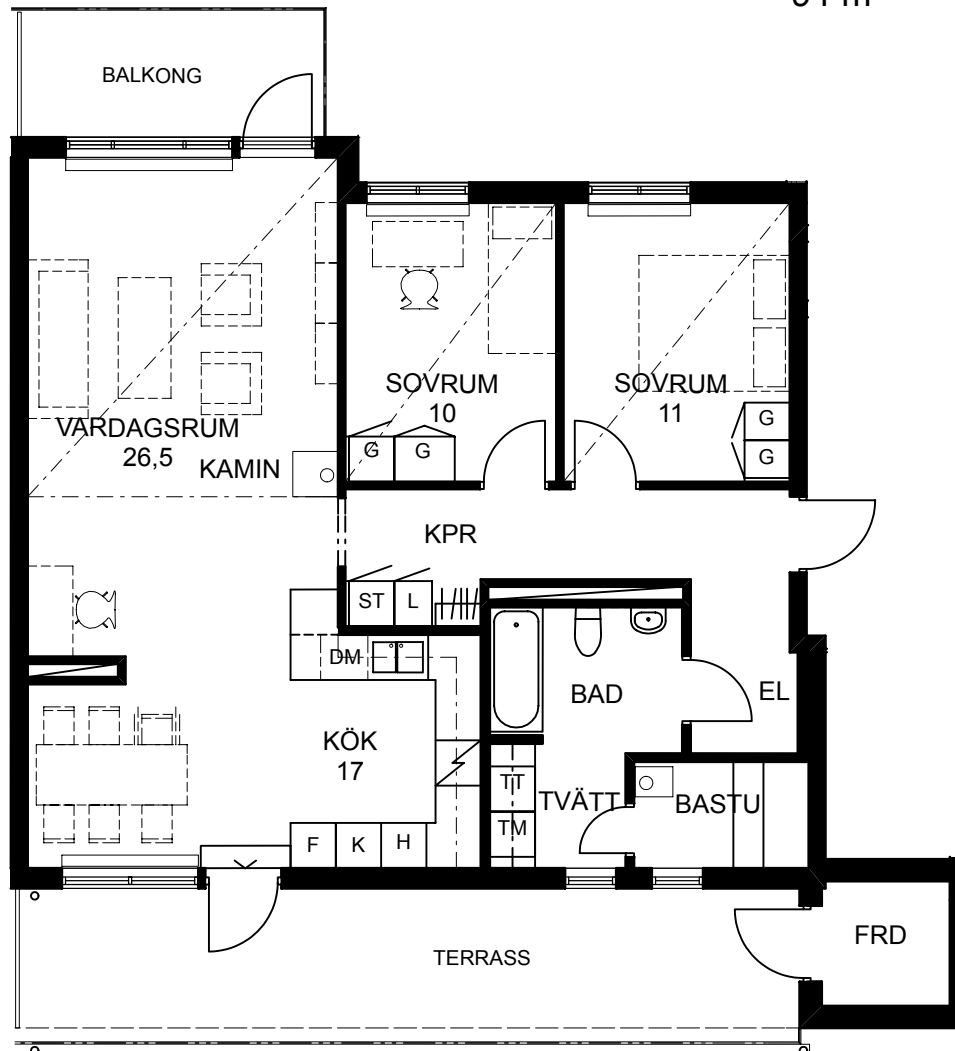 BALKONG
SOVRUM
10
SOVRUM
11
VARDAGSRUM
26,5
KAMIN
G
G
G
G
KPR
ST
L
DM
BAD
EL
KÖK
17
TT
TVÄTT
BASTU
TM
F
K
H
FRD
TERRASS